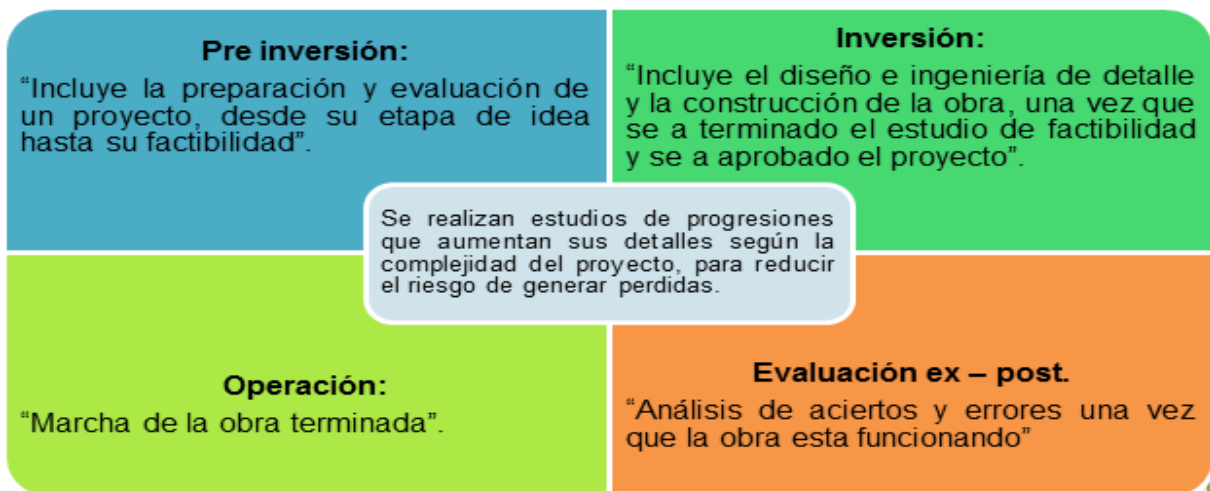 Pre inversión:
“Incluye la preparación y evaluación de
un proyecto, desde su etapa de idea
hasta su factibilidad”.
Inversión:
“Incluye el diseño e ingeniería de detalle
y la construcción de la obra, una vez que
se a terminado el estudio de factibilidad
y se a aprobado el proyecto”.
Se realizan estudios de progresiones
que aumentan sus detalles según la
complejidad del proyecto, para reducir
el riesgo de generar perdidas.
Operación:
“Marcha de la obra terminada”.
Evaluación ex – post.
“Análisis de aciertos y errores una vez
que la obra esta funcionando”